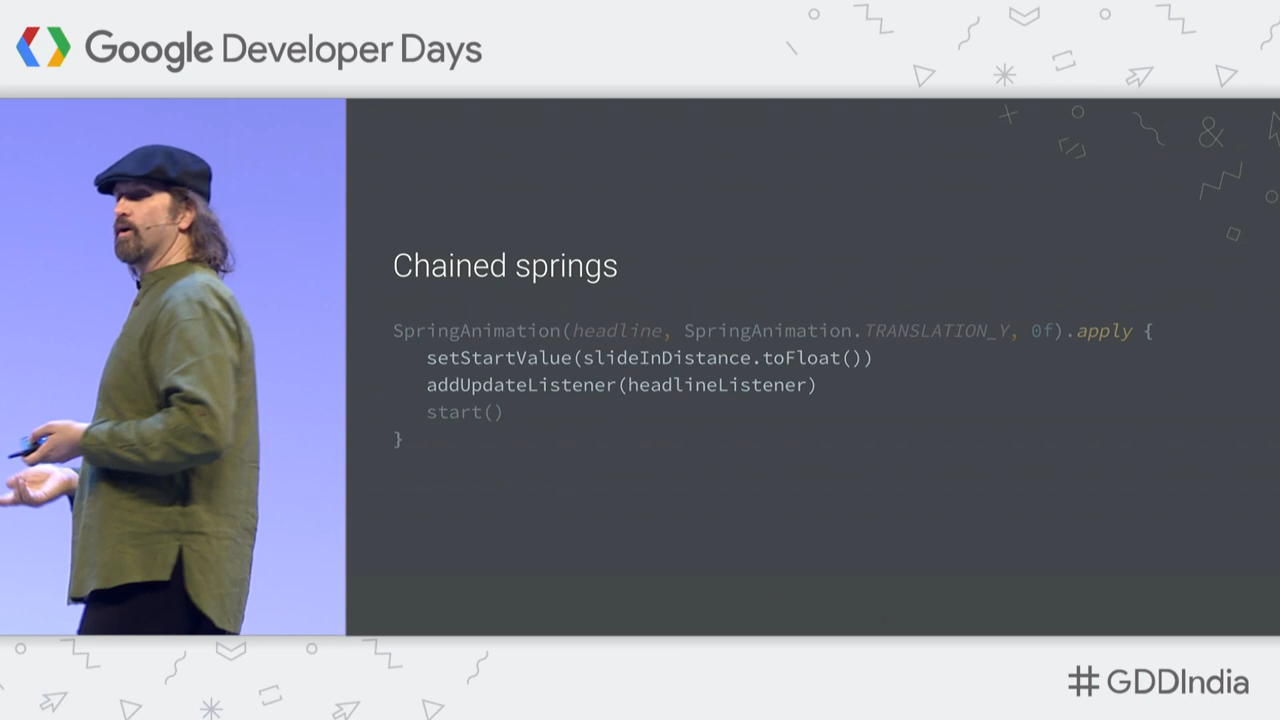 Google Developer Days
Chained springs
SpringAnimation(headline, SpringAnimation.TRANSLATION_Y, 0f).apply {
setStartValue(slideInDistance.toFloat())
addUpdateListener(headlineListener)
start()
}
&
#GDDIndia